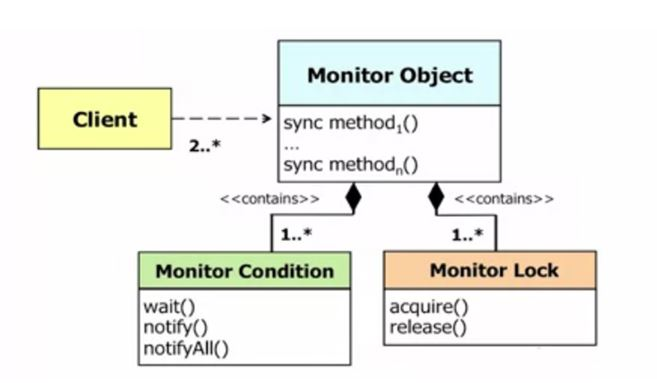 Monitor Object
Client
sync method₁()
2..*
...
sync methodₙ()
<<contains>>
<<contains>>
1..*
1..*
Monitor Condition
Monitor Lock
wait()
notify()
notifyAll()
acquire()
release()